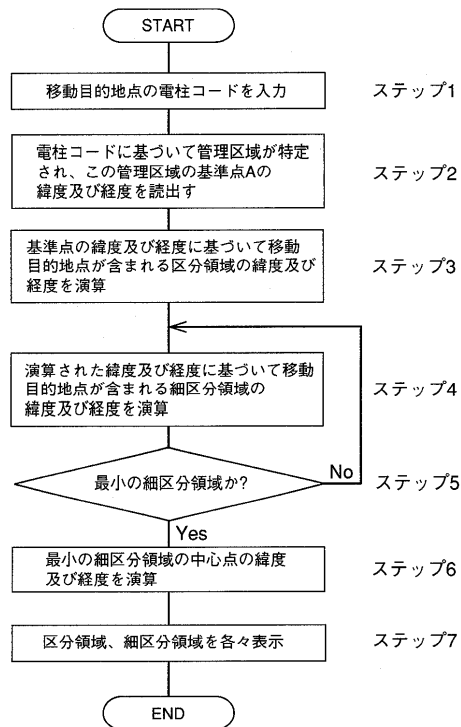 START
移動目的地点の電柱コードを入力
ステップ1
電柱コードに基づいて管理区域が特定
され、この管理区域の基準点Aの
緯度及び経度を読出す
ステップ2
基準点の緯度及び経度に基づいて移動
目的地点が含まれる区分領域の緯度及び
経度を演算
ステップ3
演算された緯度及び経度に基づいて移動
目的地点が含まれる細区分領域の
緯度及び経度を演算
ステップ4
最小の細区分領域か?
No
ステップ5
Yes
最小の細区分領域の中心点の緯度
及び経度を演算
ステップ6
区分領域、細区分領域を各々表示
ステップ7
END